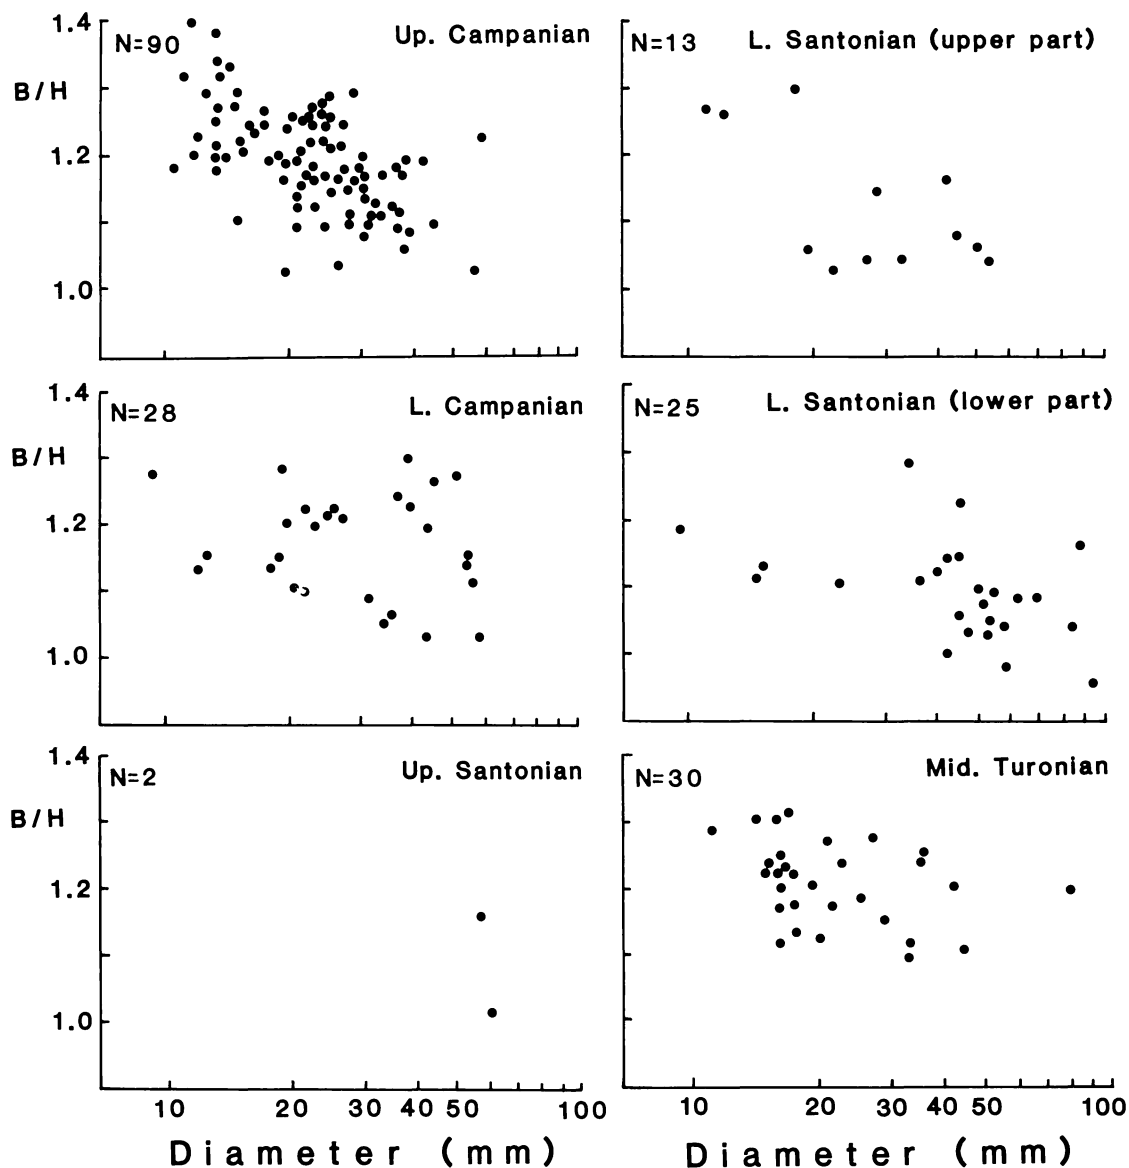 1.4
N=90
Up. Campanian
B/H
1.2
1.0
N=13
L. Santonian (upper part)
1.4
N=28
L. Campanian
B/H
1.2
1.0
N=25
L. Santonian (lower part)
1.4
N=2
Up. Santonian
B/H
1.2
1.0
10 20 30 40 50 100
Diameter (mm)
N=30
Mid. Turonian
10 20 30 40 50 100
Diameter (mm)